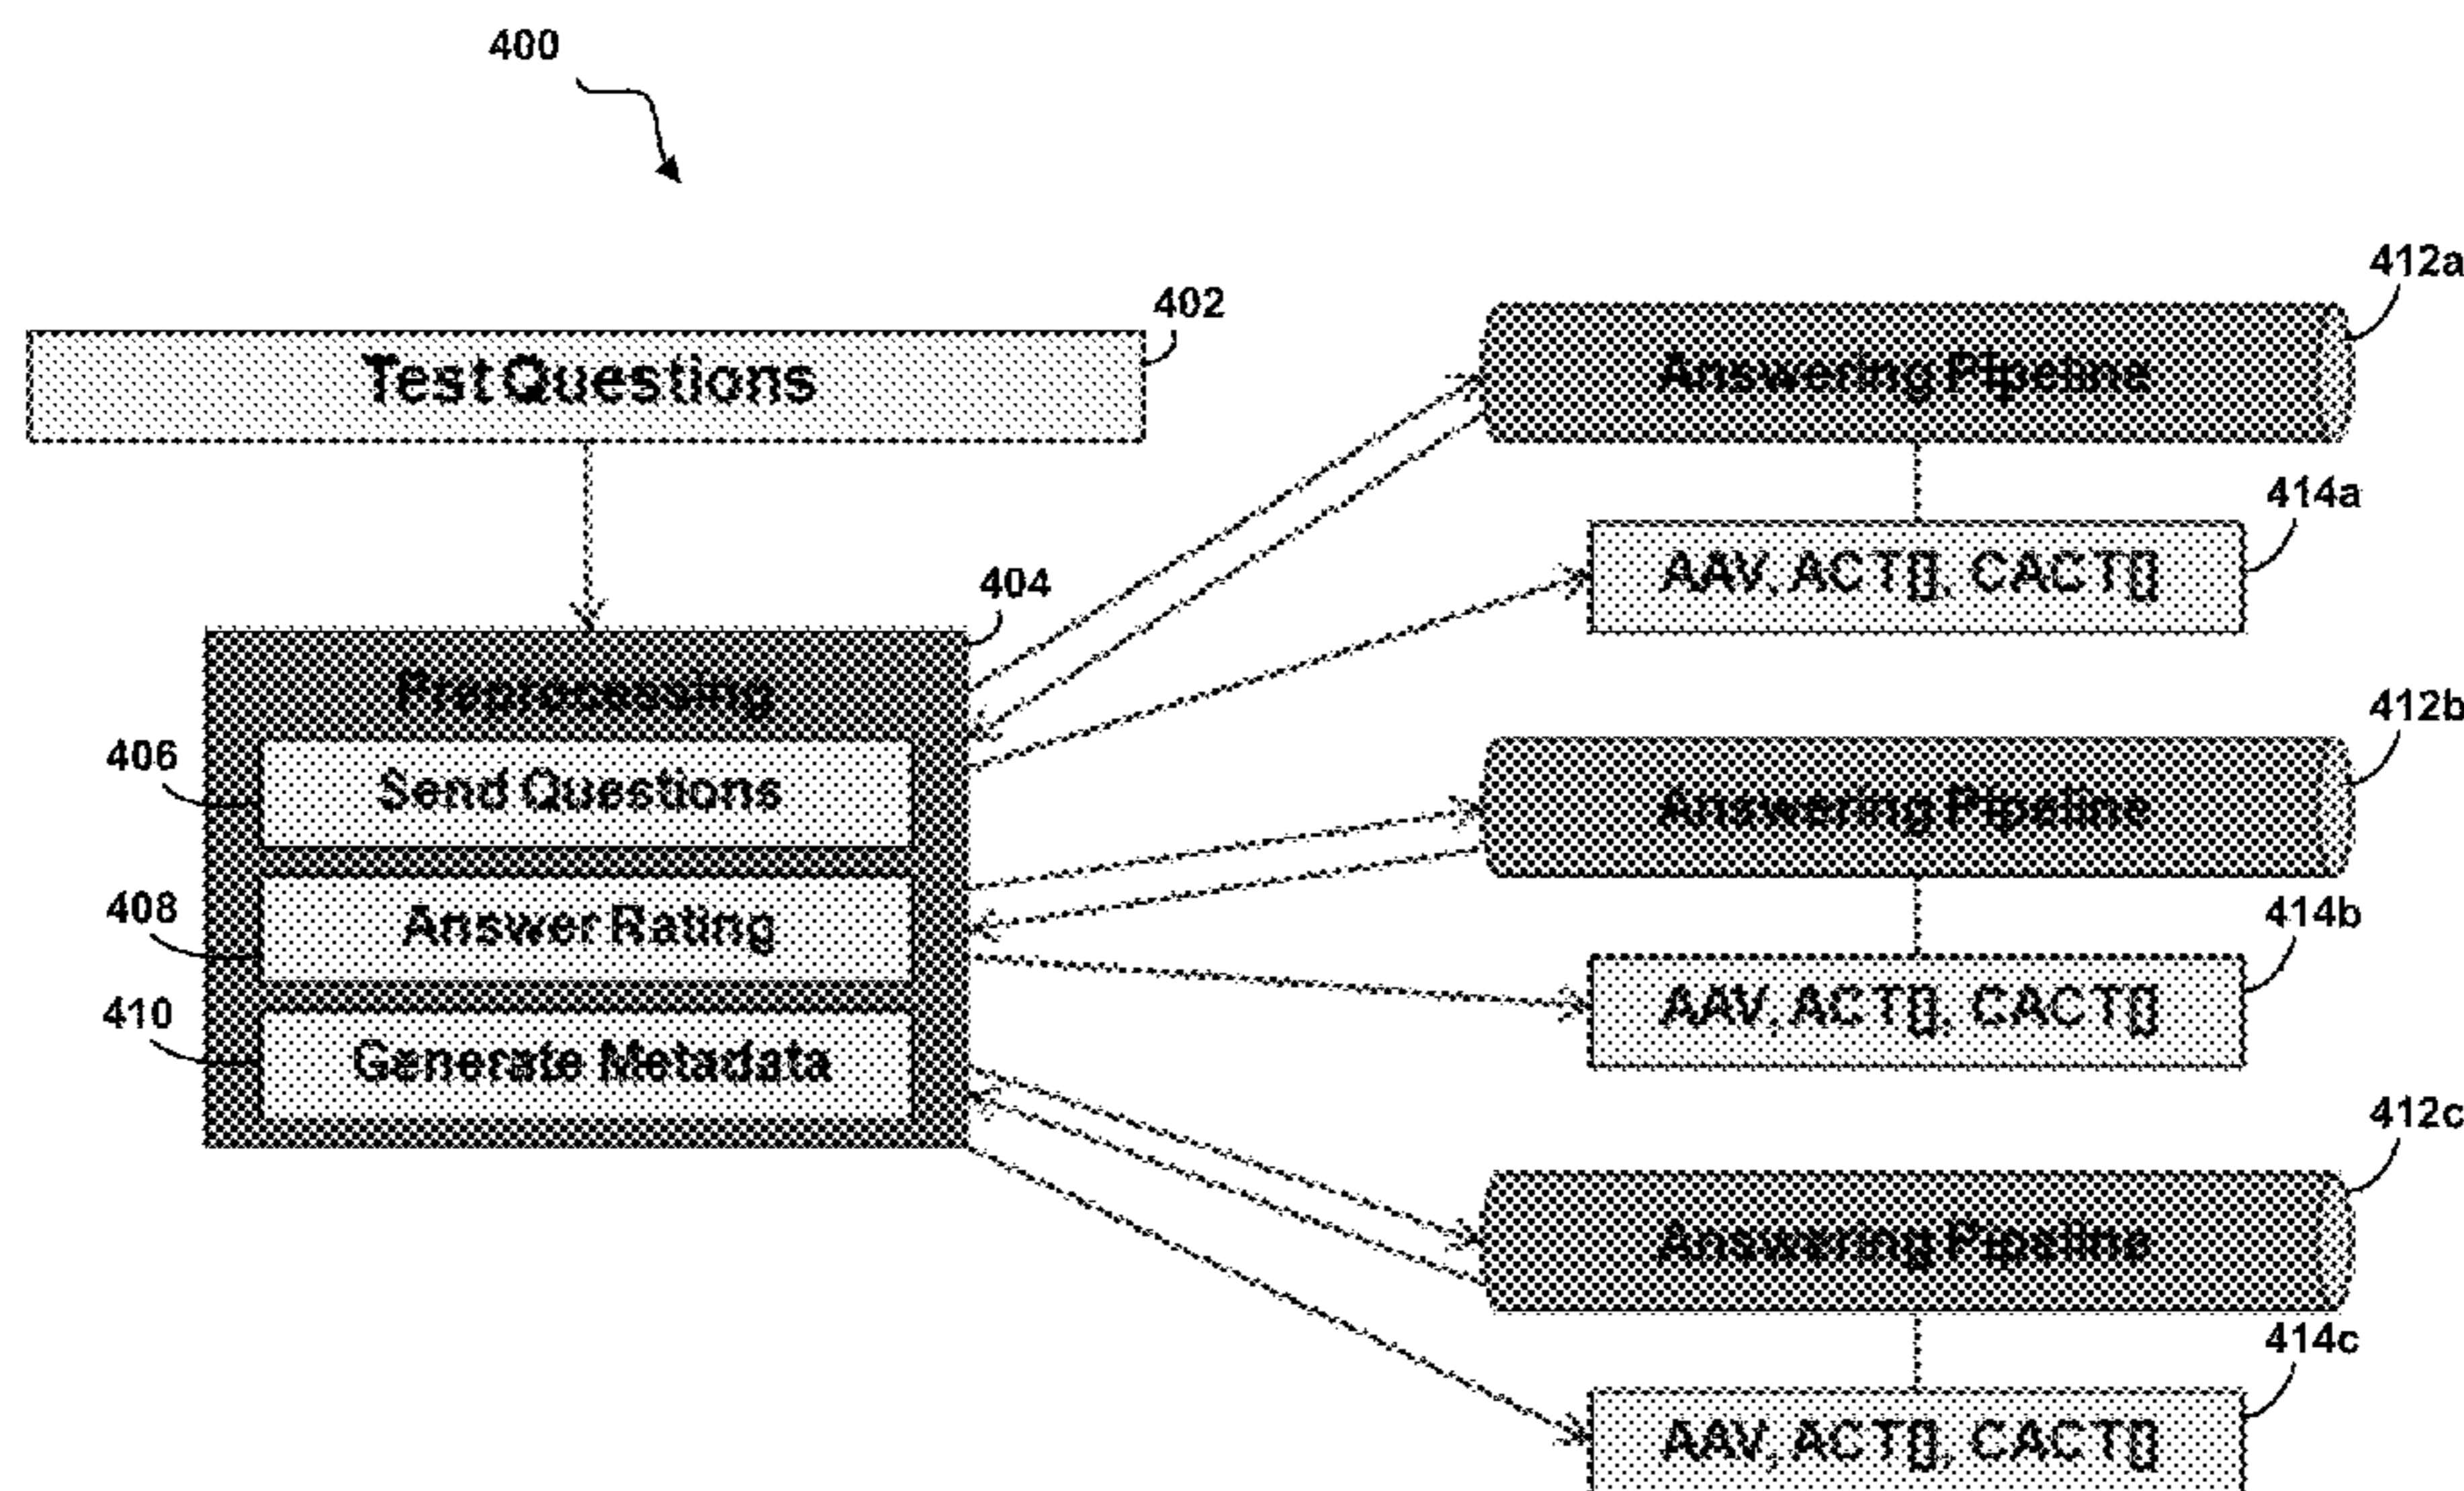 400
412a
402
Test Questions
Answering Pipeline
414a
AAV, ACT[], CACT[]
404
Preprocessing
412b
406
Send Questions
Answering Pipeline
408
Answer Rating
414b
AAV, ACT[], CACT[]
410
Generate Metadata
412c
Answering Pipeline
414c
AAV, ACT[], CACT[]